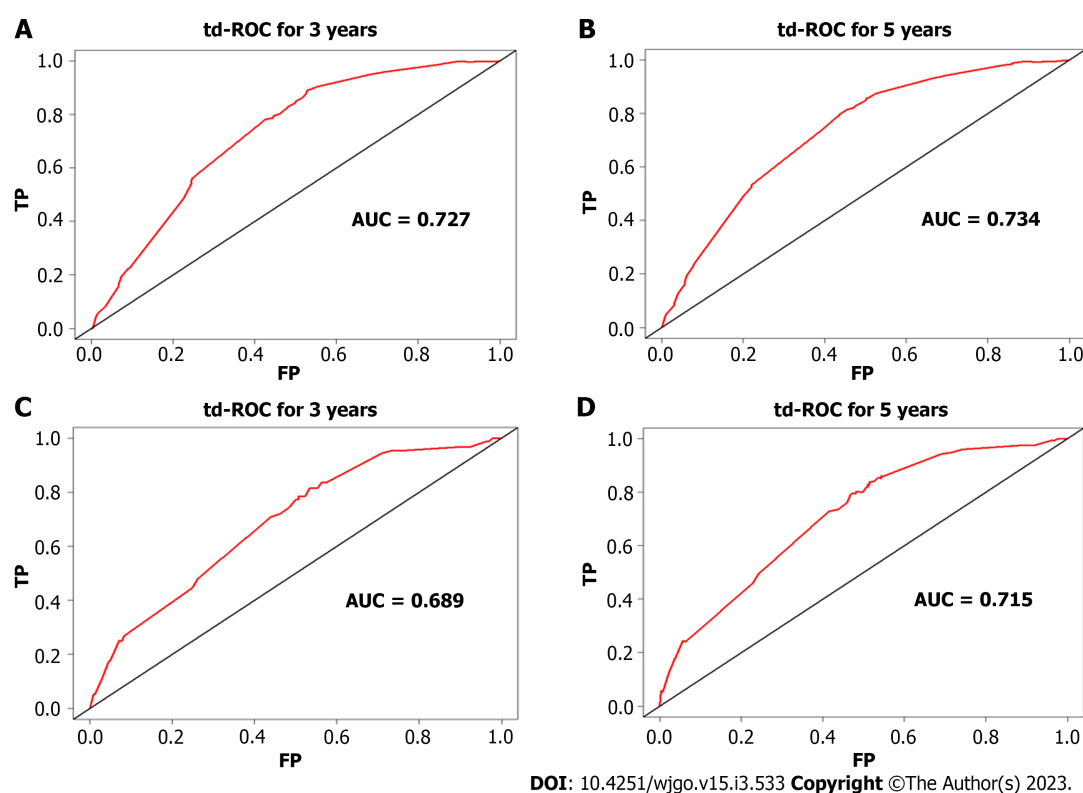 A
td-ROC for 3 years
1.0
0.8
0.6
0.4
0.2
0.0
TP
AUC = 0.727
0.0 0.2 0.4 0.6 0.8 1.0
FP
B
td-ROC for 5 years
1.0
0.8
0.6
0.4
0.2
0.0
TP
AUC = 0.734
0.0 0.2 0.4 0.6 0.8 1.0
FP
C
td-ROC for 3 years
1.0
0.8
0.6
0.4
0.2
0.0
TP
AUC = 0.689
0.0 0.2 0.4 0.6 0.8 1.0
FP
D
td-ROC for 5 years
1.0
0.8
0.6
0.4
0.2
0.0
TP
AUC = 0.715
0.0 0.2 0.4 0.6 0.8 1.0
FP
DOI: 10.4251/wjgo.v15.i3.533 Copyright ©The Author(s) 2023.